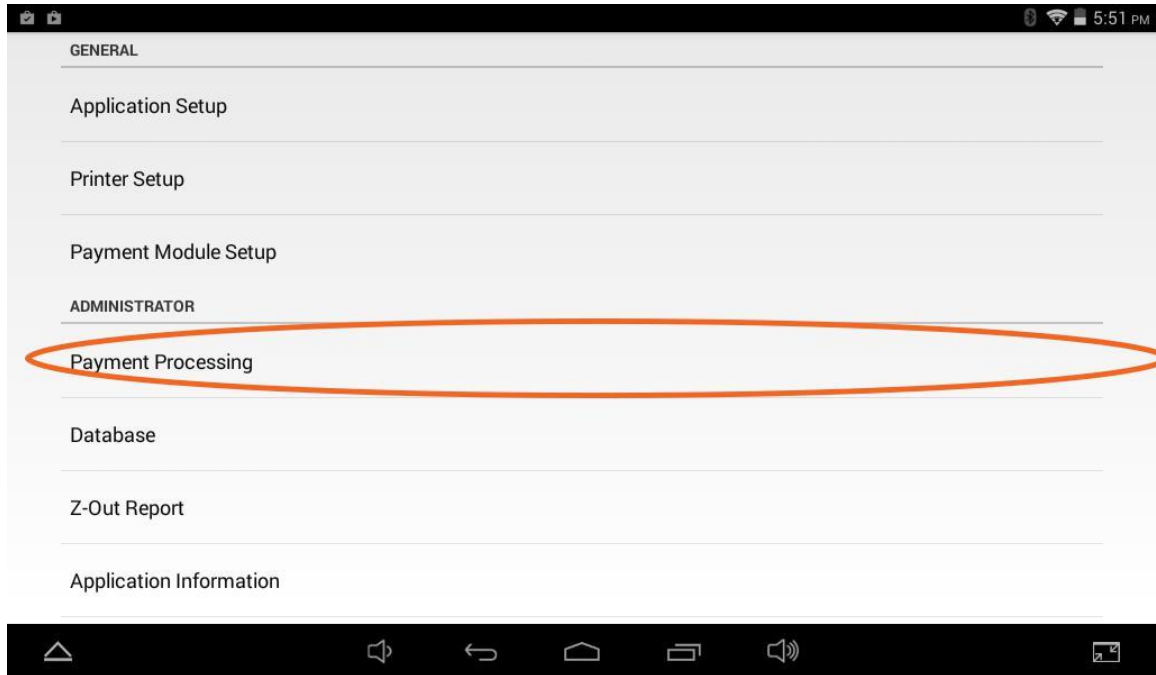 5:51 PM
GENERAL
Application Setup
Printer Setup
Payment Module Setup
ADMINISTRATOR
Payment Processing
Database
Z-Out Report
Application Information